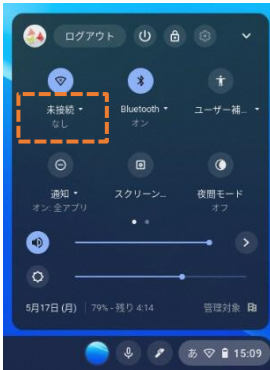 ログアウト
未接続 Bluetooth ユーザー補...
なし オン
通知 スクリーン... 夜間モード
オン: 全アプリ オフ
5月17日 (月) 79% - 残り 4:14 管理対象
あ 15:09